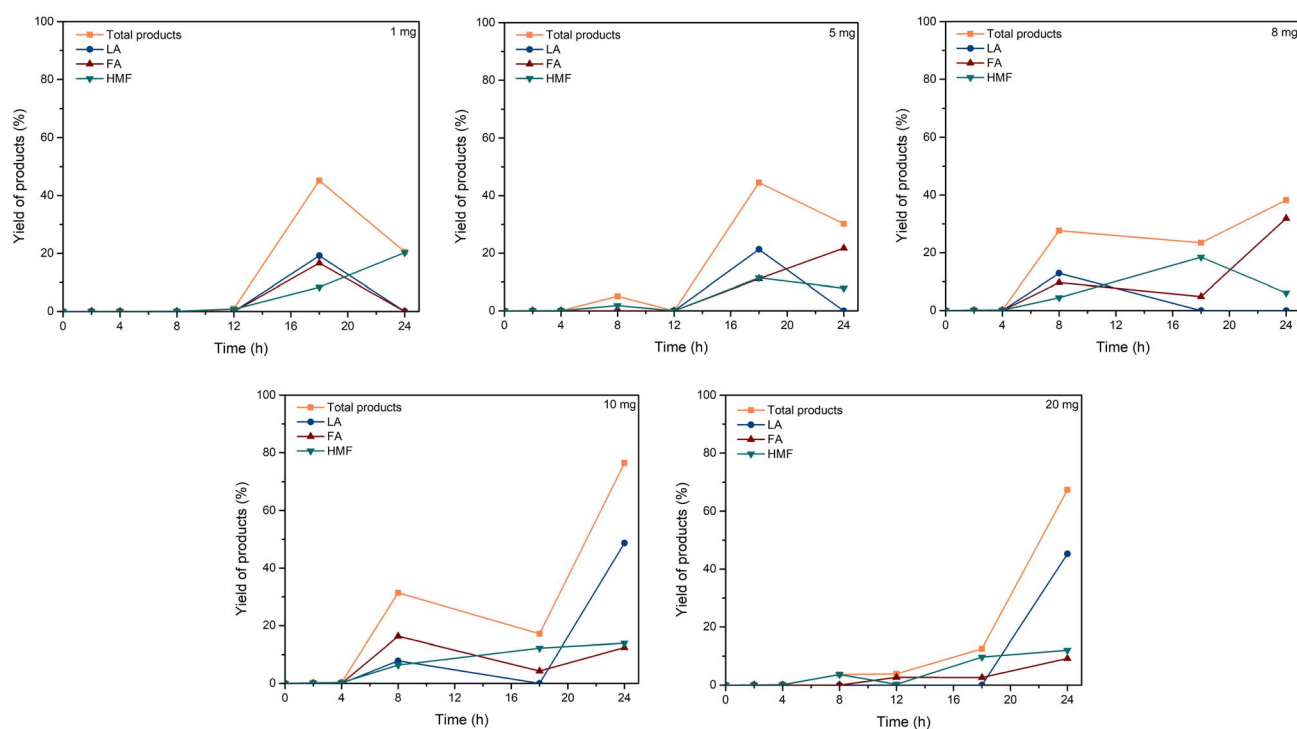 1 mg
Total products
LA
FA
HMF
100
80
60
40
20
0
Yield of products (%)
0 4 8 12 16 20 24
Time (h)
5 mg
Total products
LA
FA
HMF
100
80
60
40
20
0
Yield of products (%)
0 4 8 12 16 20 24
Time (h)
8 mg
Total products
LA
FA
HMF
100
80
60
40
20
0
Yield of products (%)
0 4 8 12 16 20 24
Time (h)
10 mg
Total products
LA
FA
HMF
100
80
60
40
20
0
Yield of products (%)
0 4 8 12 16 20 24
Time (h)
20 mg
Total products
LA
FA
HMF
100
80
60
40
20
0
Yield of products (%)
0 4 8 12 16 20 24
Time (h)